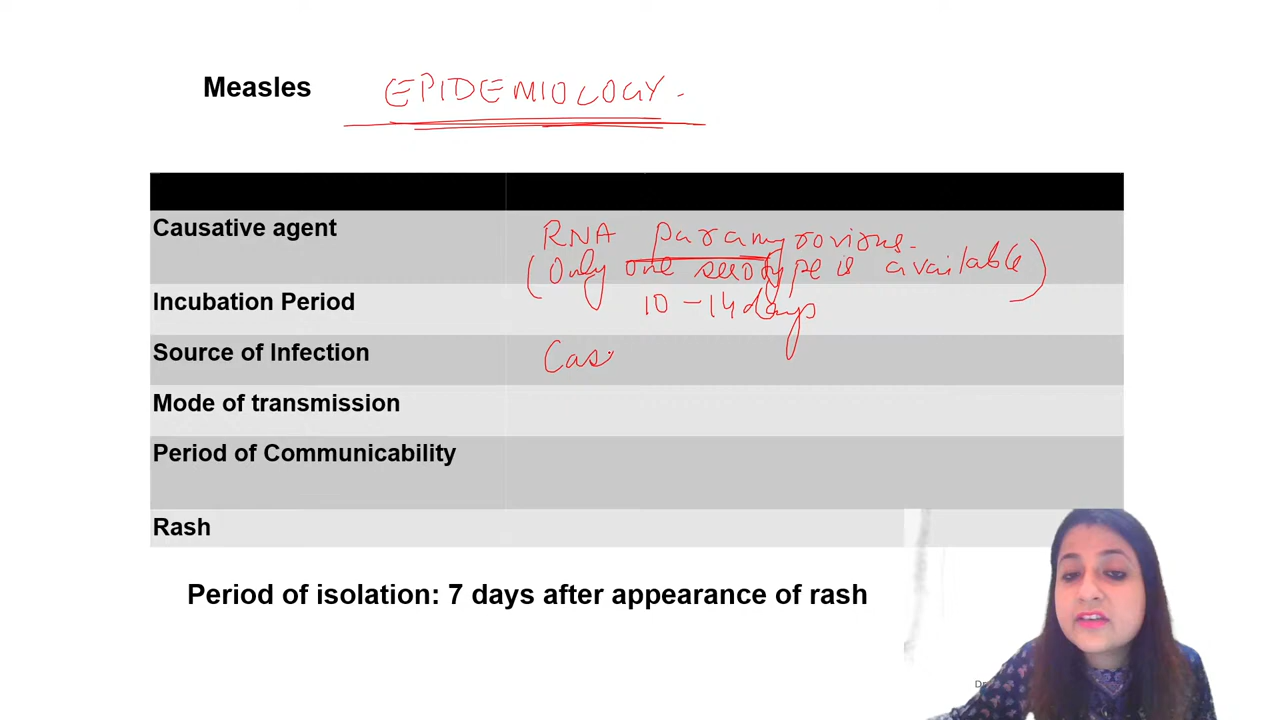 Measles EPIDEMIOLOGY.
Causative agent RNA paramyxovirus.
(Only one serotype is available)
Incubation Period 10-14 days
Source of Infection Cas
Mode of transmission
Period of Communicability
Rash
Period of isolation: 7 days after appearance of rash